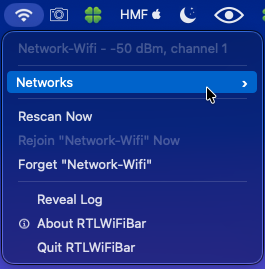 HMF
Network-Wifi - -50 dBm, channel 1
Networks
Rescan Now
Rejoin "Network-Wifi" Now
Forget "Network-Wifi"
Reveal Log
About RTLWiFiBar
Quit RTLWiFiBar